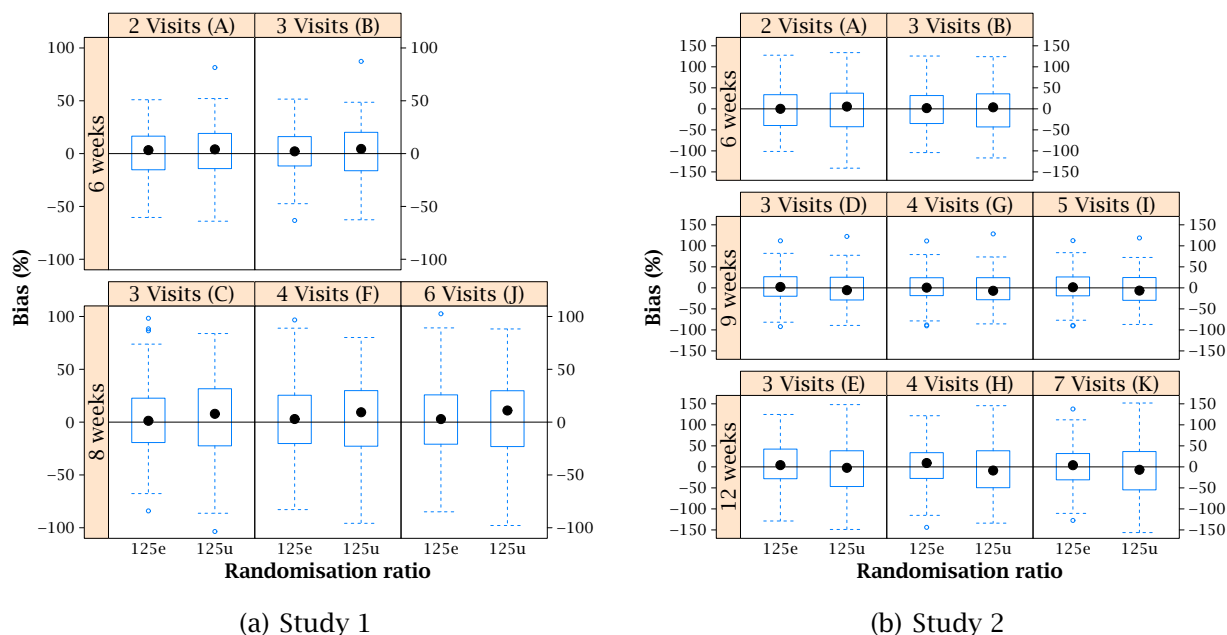 2 Visits (A) 3 Visits (B)
100 100
50 50
0 0
−50 −50
−100 −100
6 weeks
3 Visits (C) 4 Visits (F) 6 Visits (J)
100 100
50 50
0 0
−50 −50
−100 −100
8 weeks
Bias (%)
125e 125u 125e 125u 125e 125u
Randomisation ratio
(a) Study 1
2 Visits (A) 3 Visits (B)
150 150
100 100
50 50
0 0
−50 −50
−100 −100
−150 −150
6 weeks
3 Visits (D) 4 Visits (G) 5 Visits (I)
150 150
100 100
50 50
0 0
−50 −50
−100 −100
−150 −150
9 weeks
3 Visits (E) 4 Visits (H) 7 Visits (K)
150 150
100 100
50 50
0 0
−50 −50
−100 −100
−150 −150
12 weeks
Bias (%)
125e 125u 125e 125u 125e 125u
Randomisation ratio
(b) Study 2